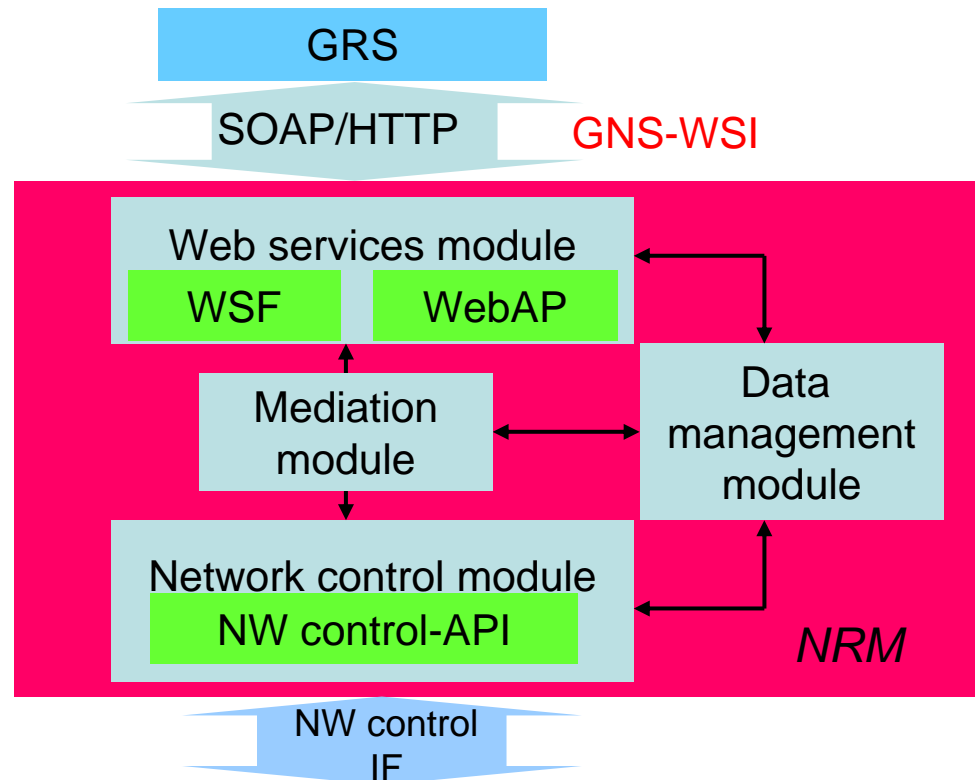 GRS
SOAP/HTTP
GNS-WSI
Web services module
WSF
WebAP
Mediation
module
Data
management
module
Network control module
NW control-API
NRM
NW control
IF